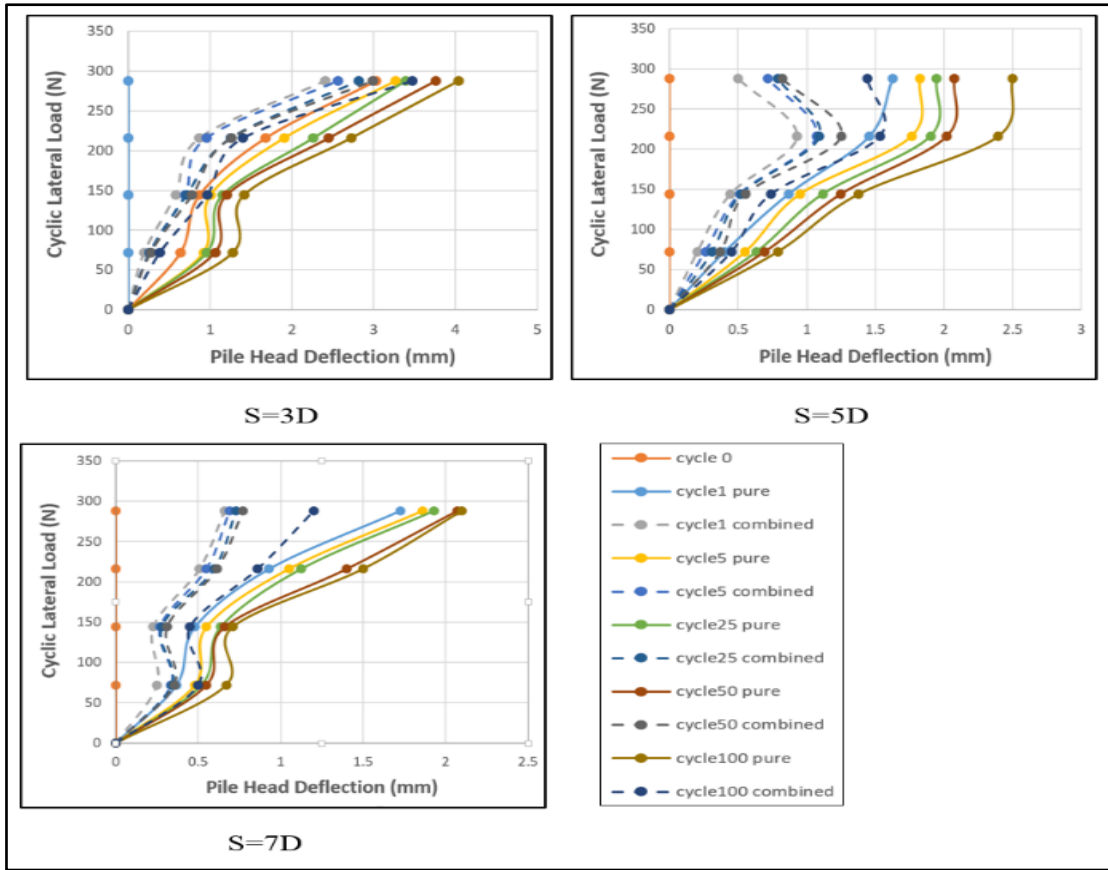 350
300
250
200
150
100
50
0
Cyclic Lateral Load (N)
0 1 2 3 4 5
Pile Head Deflection (mm)
S=3D
350
300
250
200
150
100
50
0
Cyclic Lateral Load (N)
0 0.5 1 1.5 2 2.5 3
Pile Head Deflection (mm)
S=5D
350
300
250
200
150
100
50
0
Cyclic Lateral Load (N)
0 0.5 1 1.5 2 2.5
Pile Head Deflection (mm)
S=7D
cycle 0
cycle1 pure
cycle1 combined
cycle5 pure
cycle5 combined
cycle25 pure
cycle25 combined
cycle50 pure
cycle50 combined
cycle100 pure
cycle100 combined